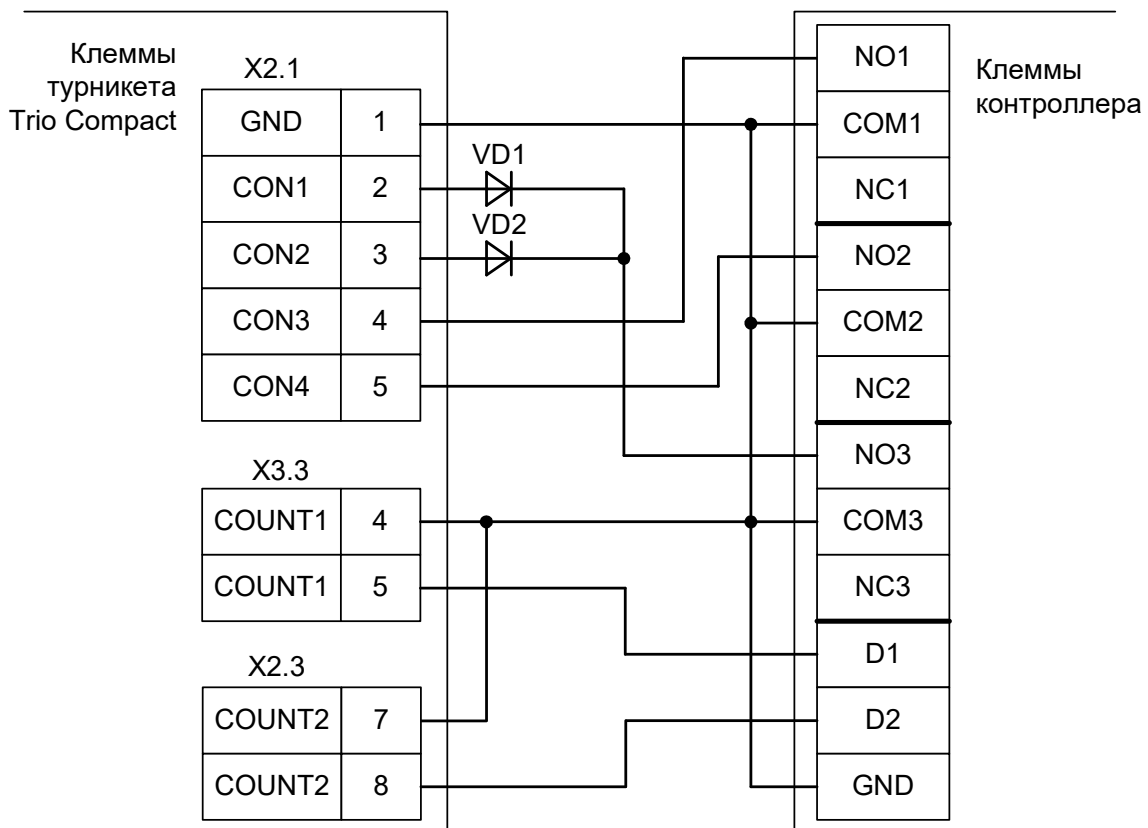 Клеммы
турникета
Trio Compact
X2.1
GND 1
CON1 2
CON2 3
CON3 4
CON4 5
X3.3
COUNT1 4
COUNT1 5
X2.3
COUNT2 7
COUNT2 8
VD1
VD2
NO1
COM1
NC1
NO2
COM2
NC2
NO3
COM3
NC3
D1
D2
GND
Клеммы
контроллера